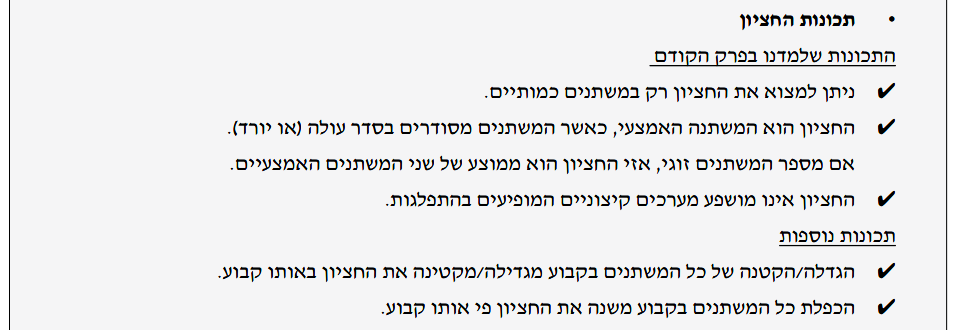 • תכונות החציון
התכונות שלמדנו בפרק הקודם
✔ ניתן למצוא את החציון רק במשתנים כמותיים.
✔ החציון הוא המשתנה האמצעי, כאשר המשתנים מסודרים בסדר עולה (או יורד).
אם מספר המשתנים זוגי, אזי החציון הוא ממוצע של שני המשתנים האמצעיים.
✔ החציון אינו מושפע מערכים קיצוניים המופיעים בהתפלגות.
תכונות נוספות
✔ הגדלה/הקטנה של כל המשתנים בקבוע מגדילה/מקטינה את החציון באותו קבוע.
✔ הכפלת כל המשתנים בקבוע משנה את החציון פי אותו קבוע.